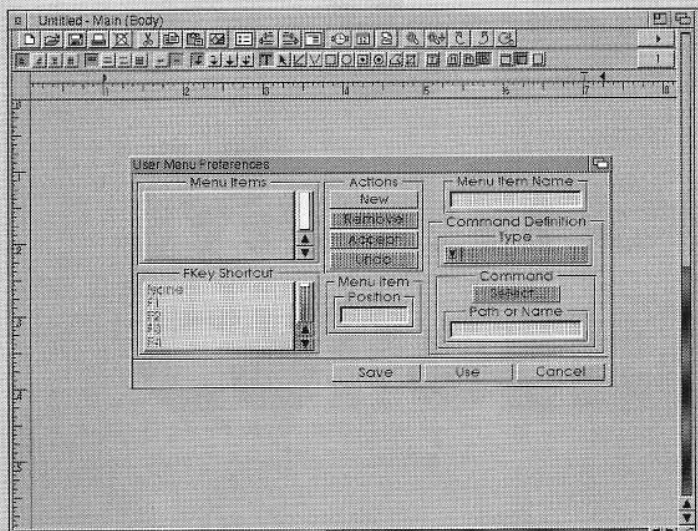 Untitled - Main (Body)
User Menu Preferences
Menu Items
Actions
New
Remove
Accept
Undo
Menu Item Name
Command Definition
Type
Command
Select
Path or Name
FKey Shortcut
None
F1
F2
F3
F4
Menu Item
Position
Save
Use
Cancel